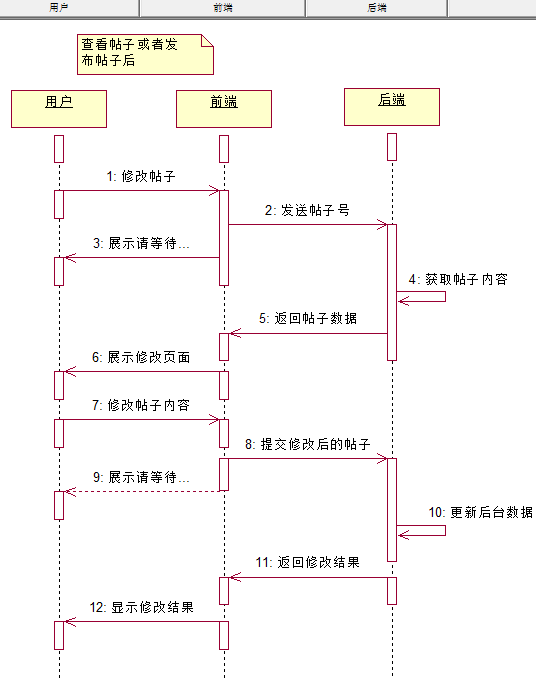 用户
前端
后端
查看帖子或者发
布帖子后
用户
前端
后端
1: 修改帖子
2: 发送帖子号
3: 展示请等待...
4: 获取帖子内容
5: 返回帖子数据
6: 展示修改页面
7: 修改帖子内容
8: 提交修改后的帖子
9: 展示请等待...
10: 更新后台数据
11: 返回修改结果
12: 显示修改结果